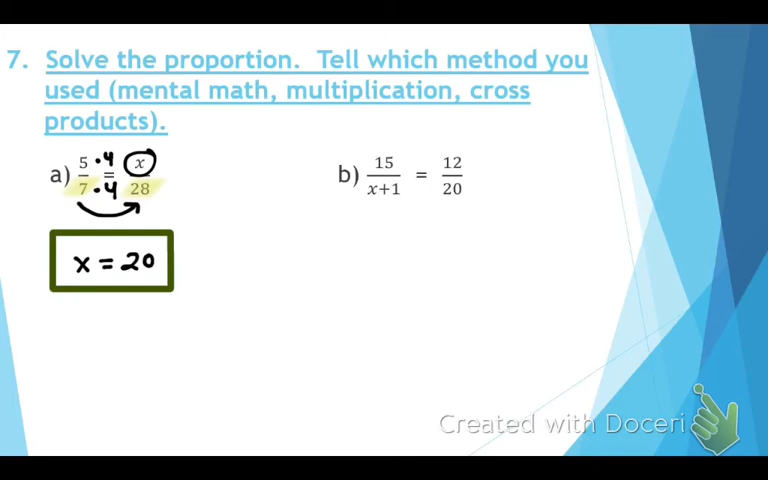 7. Solve the proportion. Tell which method you
used (mental math, multiplication, cross
products).
a) 5/7 ·4 ·4 = x/28
b) 15/(x+1) = 12/20
x = 20
Created with Doceri